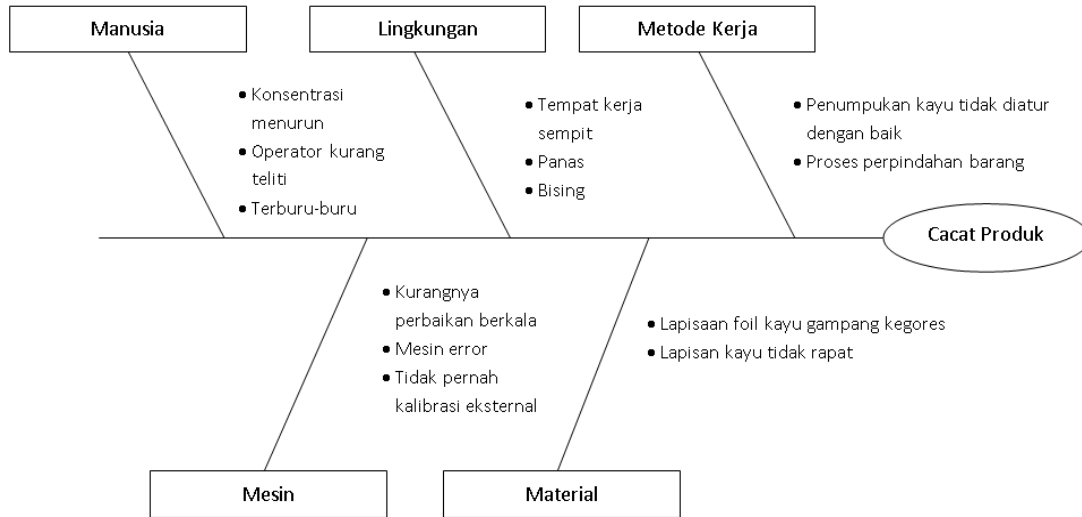 Manusia
Lingkungan
Metode Kerja
• Konsentrasi
menurun
• Operator kurang
teliti
• Terburu-buru
• Tempat kerja
sempit
• Panas
• Bising
• Penumpukan kayu tidak diatur
dengan baik
• Proses perpindahan barang
Cacat Produk
• Kurangnya
perbaikan berkala
• Mesin error
• Tidak pernah
kalibrasi eksternal
• Lapisaan foil kayu gampang kegores
• Lapisan kayu tidak rapat
Mesin
Material